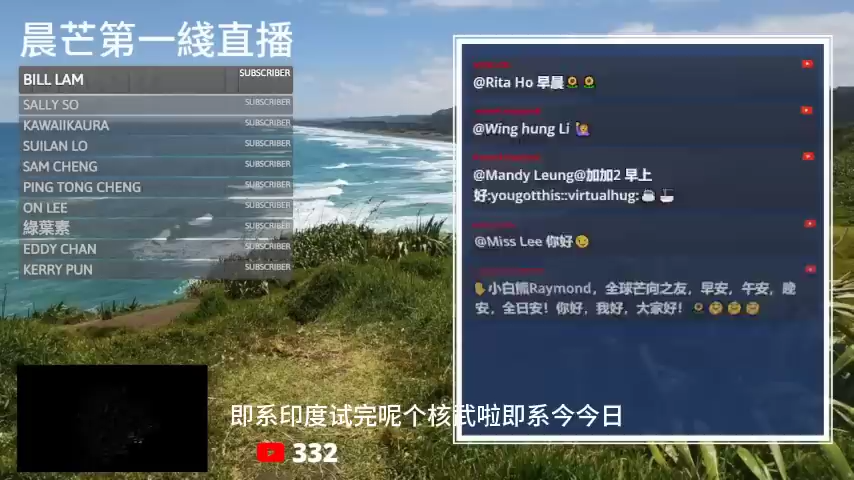 晨芒第一綫直播
BILL LAM SUBSCRIBER
SALLY SO SUBSCRIBER
KAWAIIKAURA SUBSCRIBER
SUILAN LO SUBSCRIBER
SAM CHENG SUBSCRIBER
PING TONG CHENG SUBSCRIBER
ON LEE SUBSCRIBER
綠葉素 SUBSCRIBER
EDDY CHAN SUBSCRIBER
KERRY PUN SUBSCRIBER
@Rita Ho 早晨🌻🌻
@Wing hung Li 🙋‍♀️
@Mandy Leung@加加2 早上
好:yougotthis::virtualhug:
@Miss Lee 你好
小白熊Raymond，全球芒向之友，早安，午安，晚
安，全日安！你好，我好，大家好！
即系印度试完呢个核武啦即系今今日
332